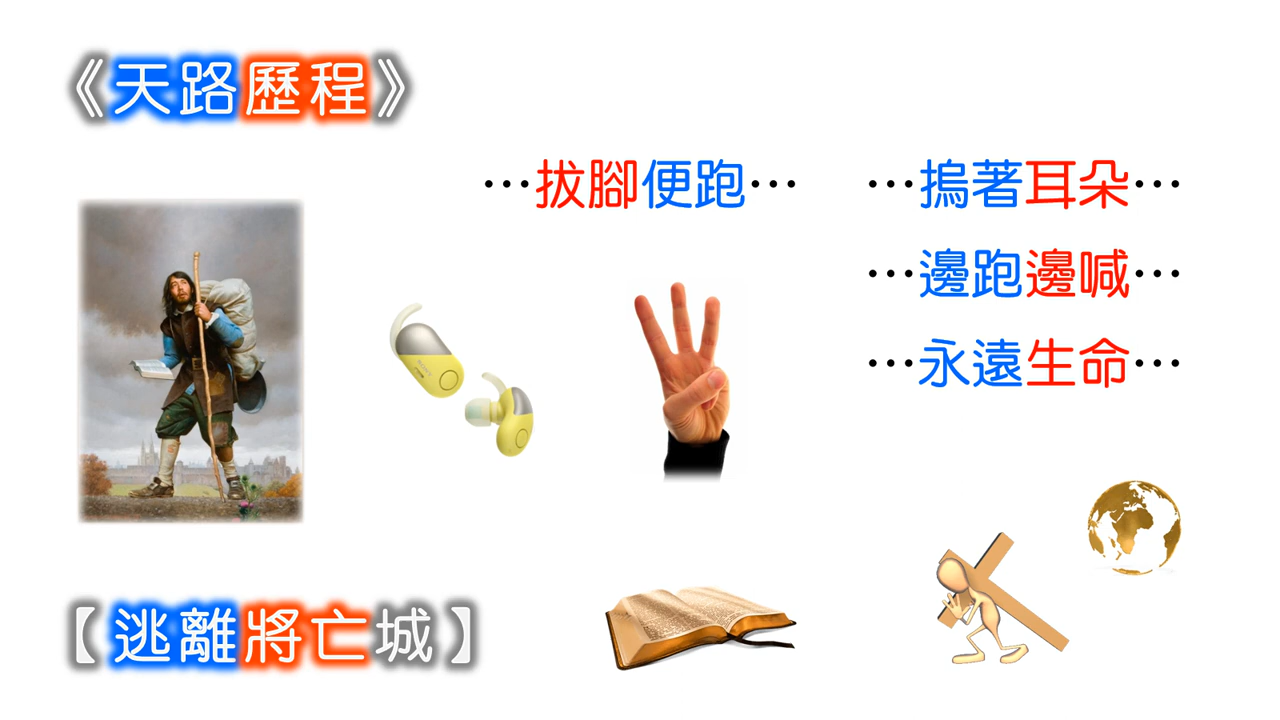 《天路歷程》
…拔腳便跑…
…摀著耳朵…
…邊跑邊喊…
…永遠生命…
SONY
【逃離將亡城】